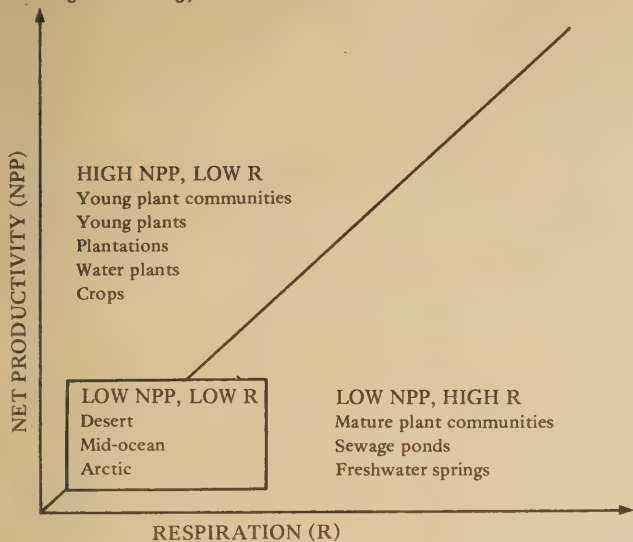 NET PRODUCTIVITY (NPP)
HIGH NPP, LOW R
Young plant communities
Young plants
Plantations
Water plants
Crops
LOW NPP, LOW R
Desert
Mid-ocean
Arctic
LOW NPP, HIGH R
Mature plant communities
Sewage ponds
Freshwater springs
RESPIRATION (R)